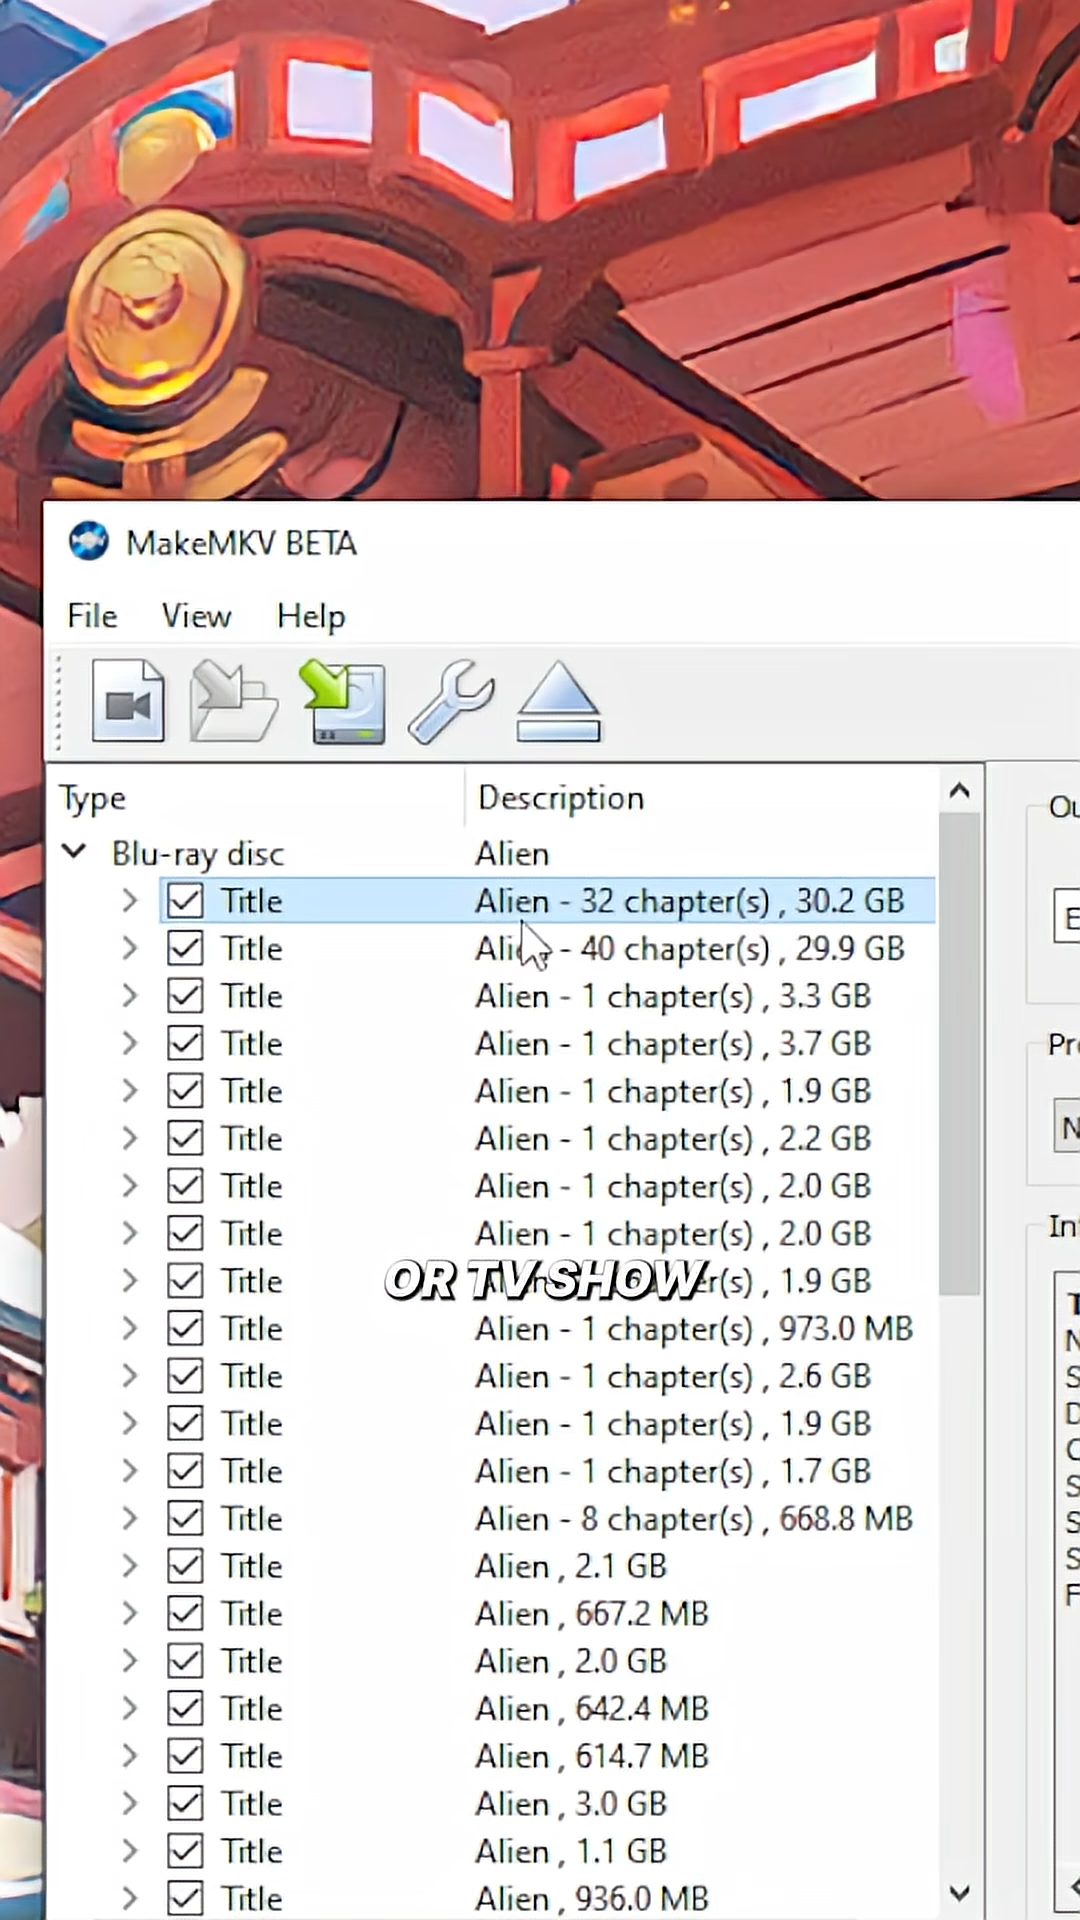 MakeMKV BETA
File View Help
Type Description Ou
Blu-ray disc Alien
Title Alien - 32 chapter(s) , 30.2 GB
Title Alien - 40 chapter(s) , 29.9 GB
Title Alien - 1 chapter(s) , 3.3 GB
Title Alien - 1 chapter(s) , 3.7 GB
Pr
Title Alien - 1 chapter(s) , 1.9 GB
Title Alien - 1 chapter(s) , 2.2 GB
Title Alien - 1 chapter(s) , 2.0 GB
Title Alien - 1 chapter(s) , 2.0 GB
Title 1.9 GB
OR TV SHOW
Title Alien - 1 chapter(s) , 973.0 MB
Title Alien - 1 chapter(s) , 2.6 GB
Title Alien - 1 chapter(s) , 1.9 GB
Title Alien - 1 chapter(s) , 1.7 GB
Title Alien - 8 chapter(s) , 668.8 MB
Title Alien , 2.1 GB
Title Alien , 667.2 MB
Title Alien , 2.0 GB
Title Alien , 642.4 MB
Title Alien , 614.7 MB
Title Alien , 3.0 GB
Title Alien , 1.1 GB
Title Alien , 936.0 MB